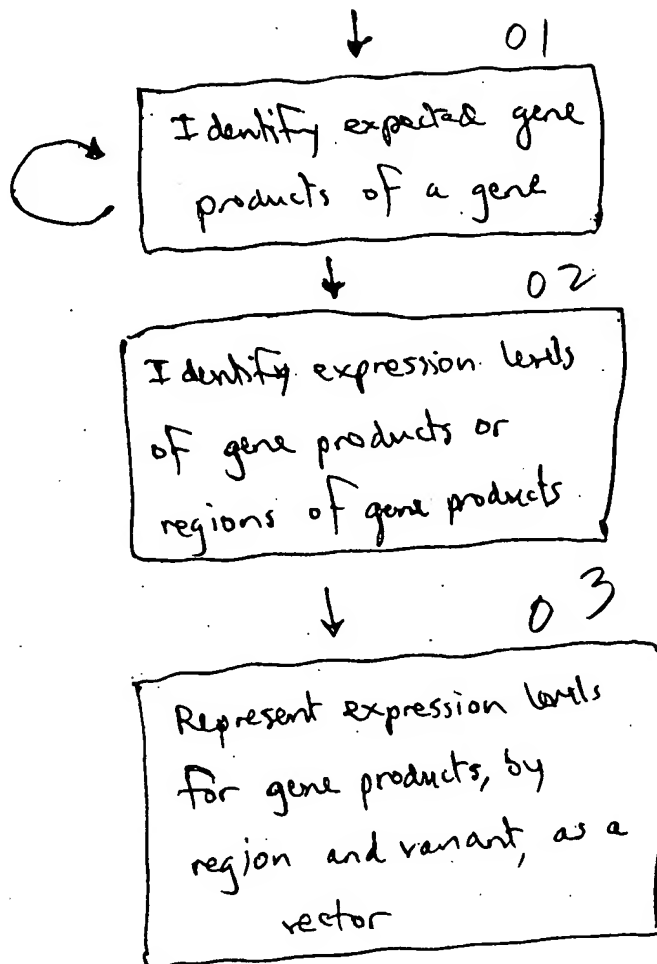 01
Identify expected gene
products of a gene
02
Identify expression levels
of gene products or
regions of gene products
03
Represent expression levels
for gene products, by
region and variant, as a
vector